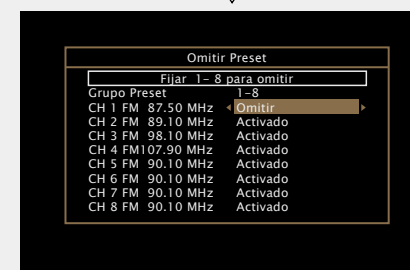 Omitir Preset
Fijar 1- 8 para omitir
Grupo Preset 1-8
CH 1 FM 87.50 MHz Omitir
CH 2 FM 89.10 MHz Activado
CH 3 FM 98.10 MHz Activado
CH 4 FM107.90 MHz Activado
CH 5 FM 90.10 MHz Activado
CH 6 FM 90.10 MHz Activado
CH 7 FM 90.10 MHz Activado
CH 8 FM 90.10 MHz Activado